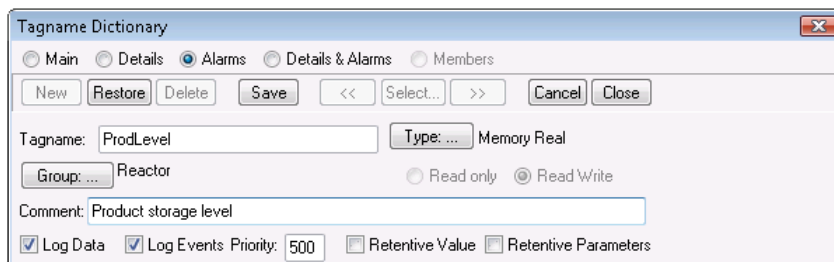 Tagname Dictionary
Main Details Alarms Details & Alarms Members
New Restore Delete Save << Select... >> Cancel Close
Tagname: ProdLevel Type: ... Memory Real
Group: ... Reactor Read only Read Write
Comment: Product storage level
Log Data Log Events Priority: 500 Retentive Value Retentive Parameters